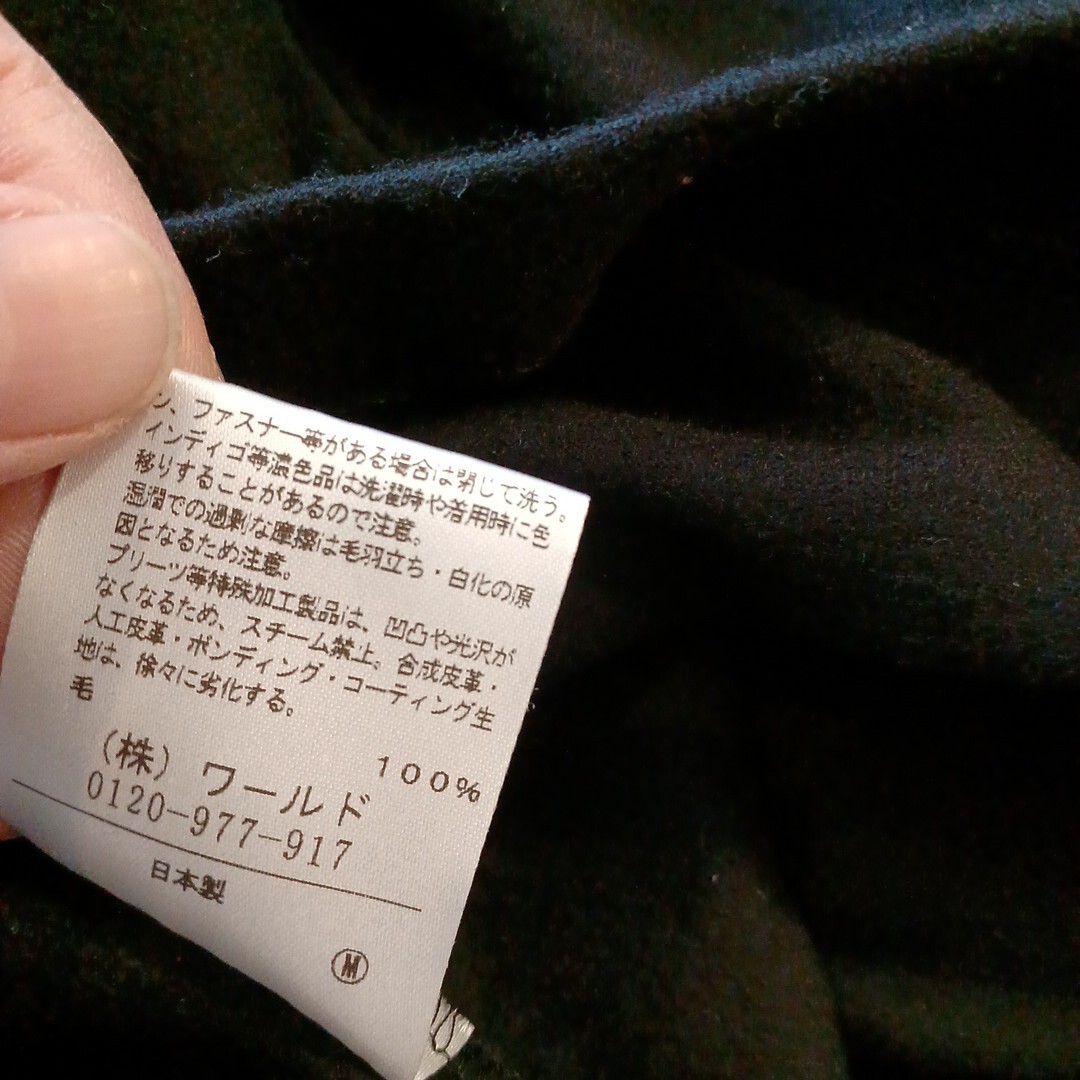 ン、ファスナー等がある場合は閉じて洗う。
インディゴ等濃色品は洗濯時や着用時に色
移りすることがあるので注意。
湿潤での過剰な摩擦は毛羽立ち・白化の原
因となるため注意。
プリーツ等特殊加工製品は、凹凸や光沢が
なくなるため、スチーム禁止。合成皮革・
人工皮革・ボンディング・コーティング生
地は、徐々に劣化する。
毛 100%
(株) ワールド
0120-977-917
日本製
M